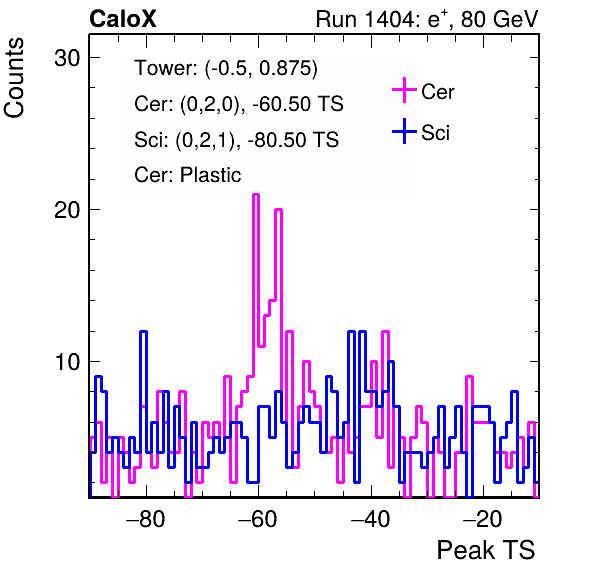 CaloX Run 1404: e⁺, 80 GeV
Counts
30
20
10
Tower: (-0.5, 0.875)
Cer: (0,2,0), -60.50 TS
Sci: (0,2,1), -80.50 TS
Cer: Plastic
Cer
Sci
−80 −60 −40 −20
Peak TS